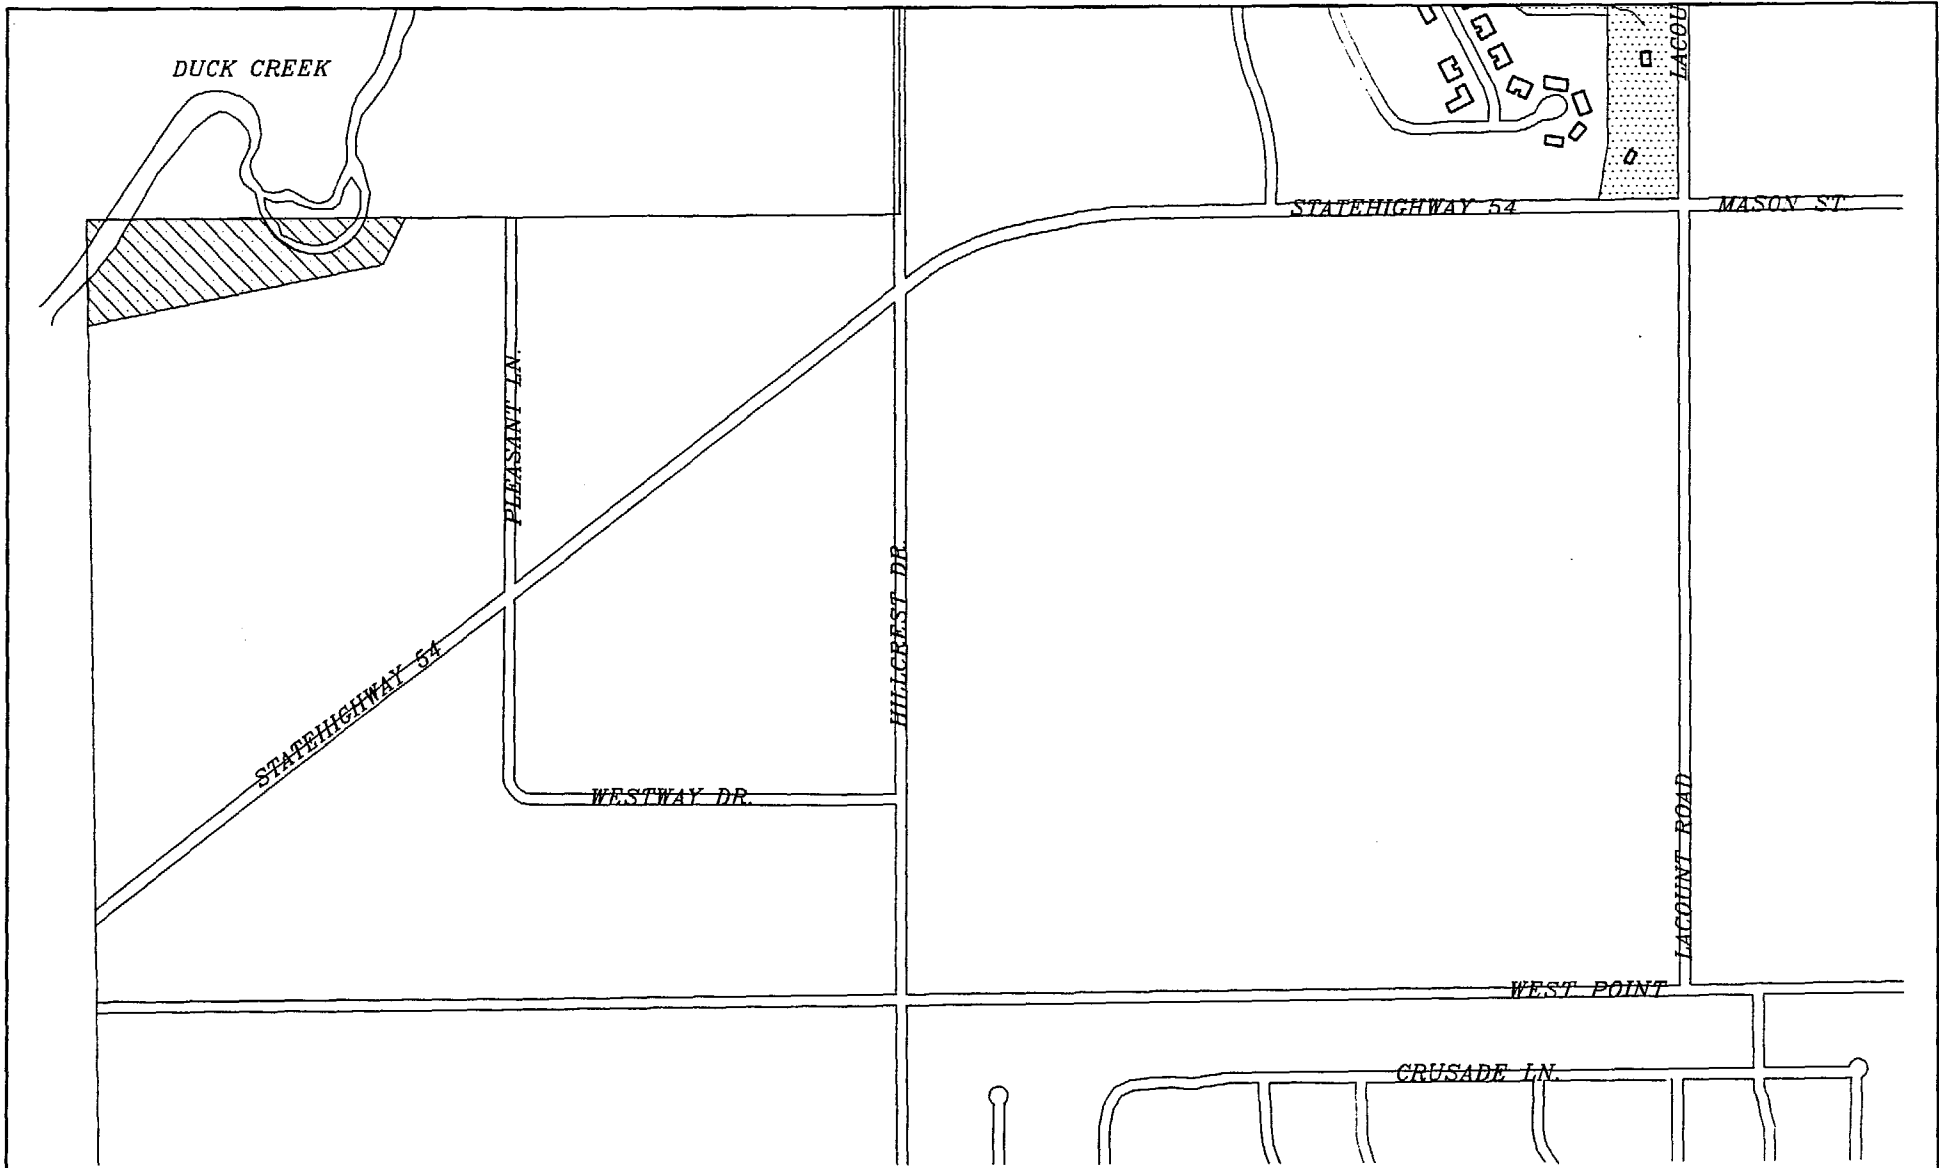 DUCK CREEK
LACOU
STATEHIGHWAY 54
MASON ST.
PLEASANT LN.
HILLCREST DR.
STATEHIGHWAY 54
WESTWAY DR.
LACOUNT ROAD
WEST POINT
CRUSADE LN.